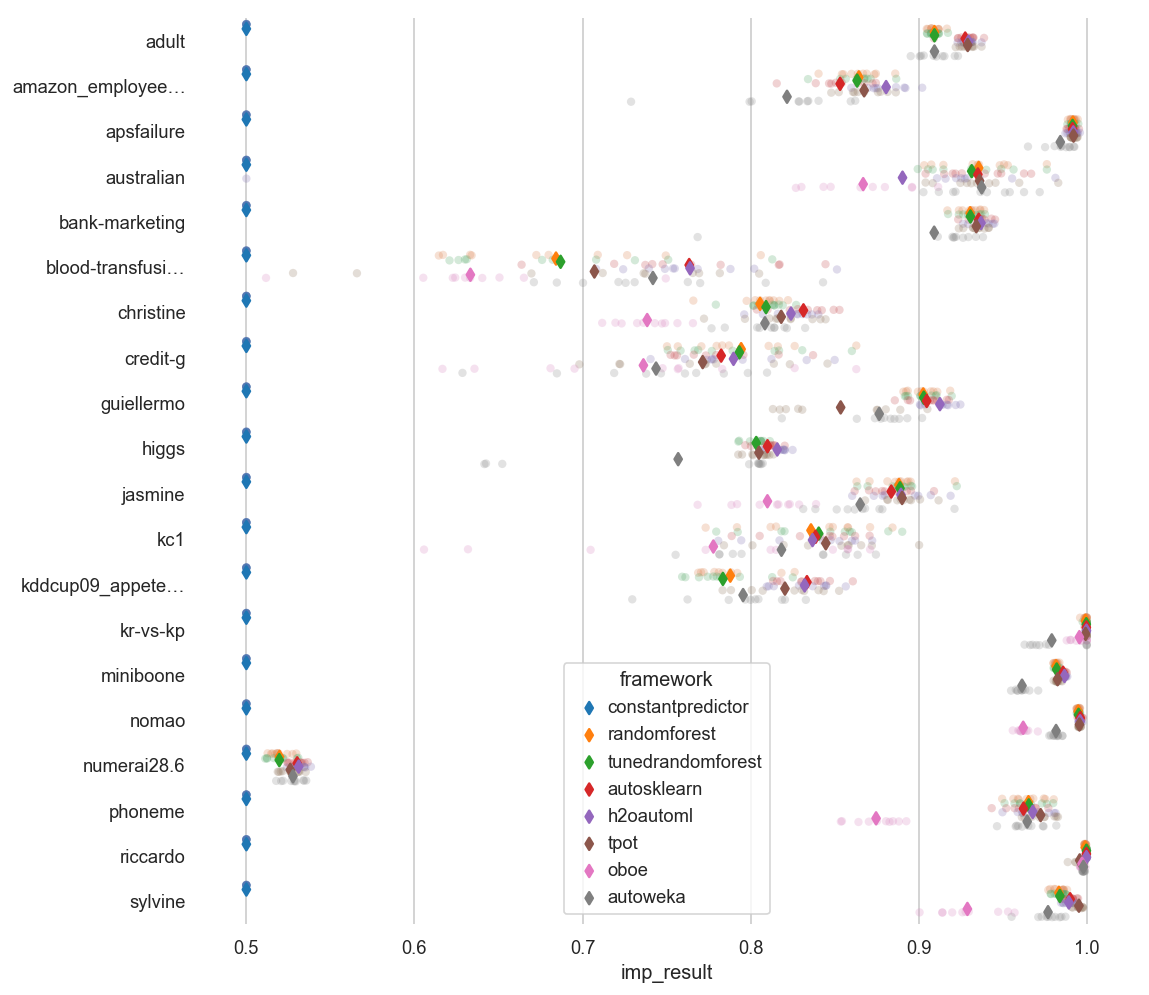 adult
amazon_employee…
apsfailure
australian
bank-marketing
blood-transfusi…
christine
credit-g
guiellermo
higgs
jasmine
kc1
kddcup09_appete…
kr-vs-kp
miniboone
nomao
numerai28.6
phoneme
riccardo
sylvine
framework
constantpredictor
randomforest
tunedrandomforest
autosklearn
h2oautoml
tpot
oboe
autoweka
0.5 0.6 0.7 0.8 0.9 1.0
imp_result